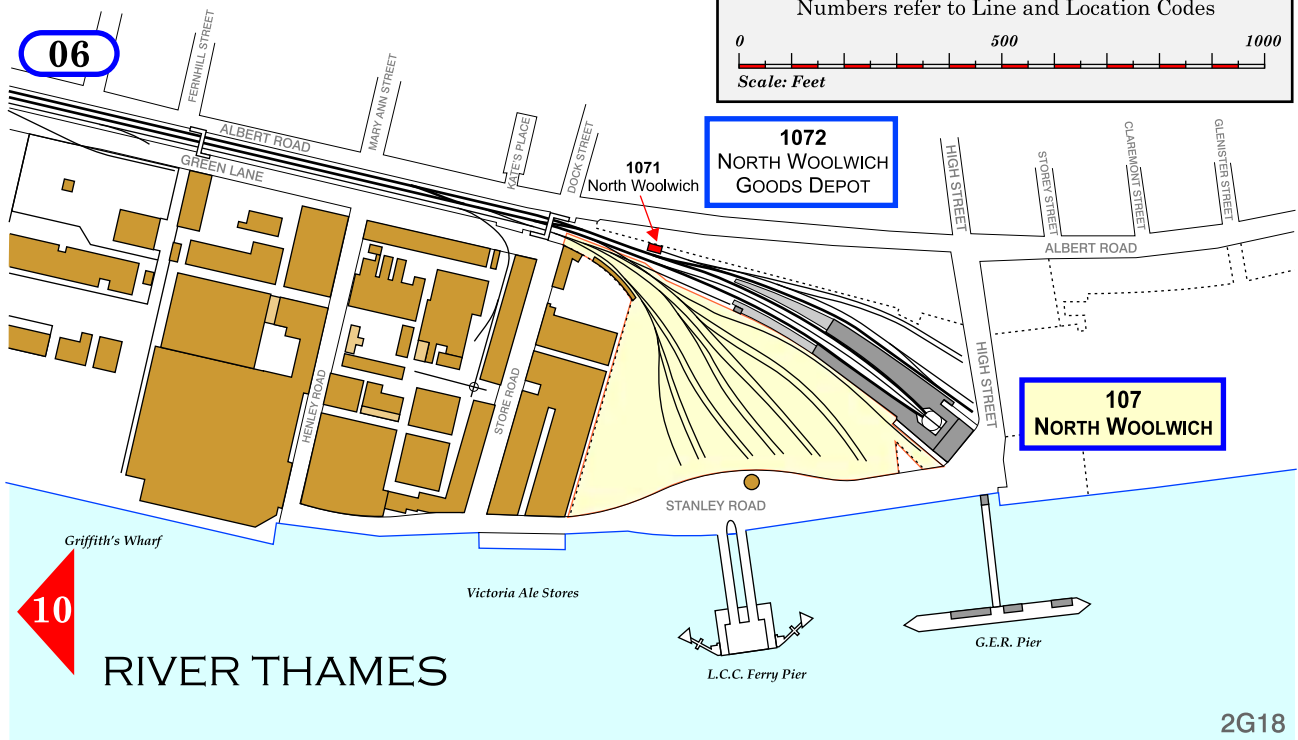 Numbers refer to Line and Location Codes
0 500 1000
Scale: Feet
06
FERNHILL STREET
ALBERT ROAD
MARY ANN STREET
GREEN LANE
KATE'S PLACE
DOCK STREET
1071
North Woolwich
1072
NORTH WOOLWICH
GOODS DEPOT
HIGH STREET
STOREY STREET
CLAREMONT STREET
GLENISTER STREET
ALBERT ROAD
HENLEY ROAD
STORE ROAD
HIGH STREET
107
NORTH WOOLWICH
STANLEY ROAD
Griffith's Wharf
Victoria Ale Stores
10
RIVER THAMES
L.C.C. Ferry Pier
G.E.R. Pier
2G18